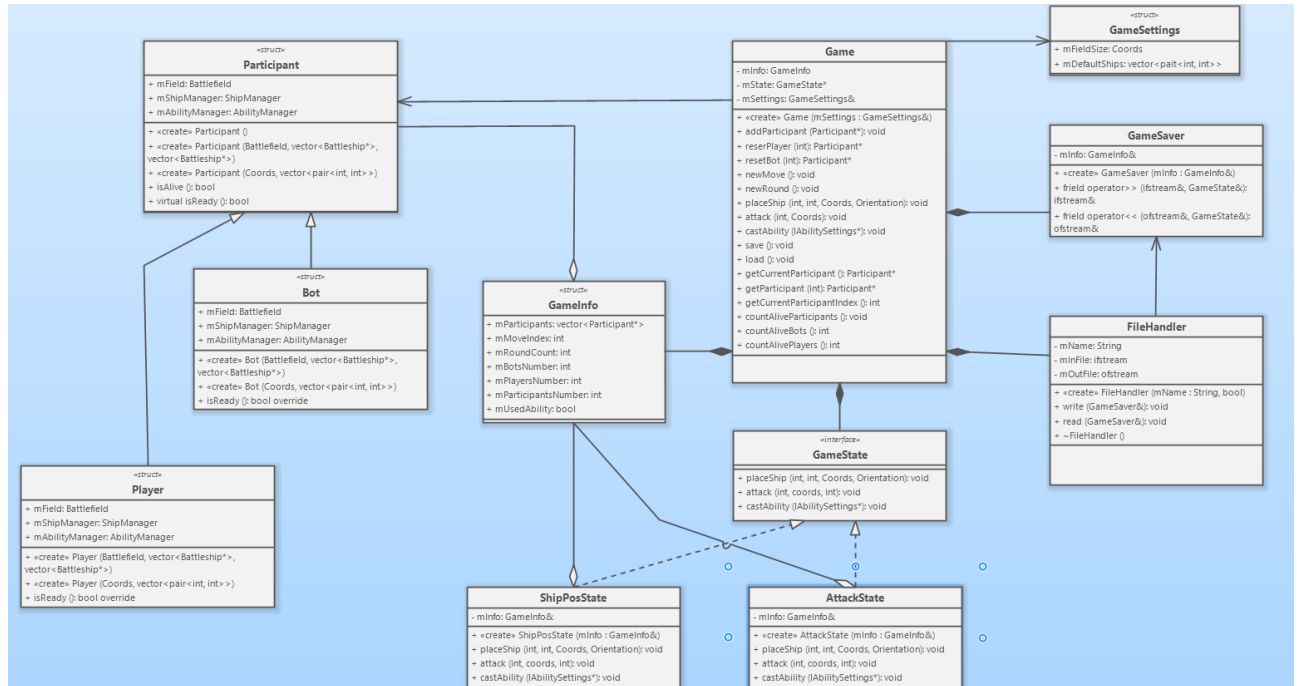 «struct»
Participant
+ mField: Battlefield
+ mShipManager: ShipManager
+ mAbilityManager: AbilityManager
+ «create» Participant ()
+ «create» Participant (Battlefield, vector<Battleship*>,
vector<Battleship*>)
+ «create» Participant (Coords, vector<pair<int, int>>)
+ isAlive (): bool
+ virtual isReady (): bool
«struct»
Bot
+ mField: Battlefield
+ mShipManager: ShipManager
+ mAbilityManager: AbilityManager
+ «create» Bot (Battlefield, vector<Battleship*>,
vector<Battleship*>)
+ «create» Bot (Coords, vector<pair<int, int>>)
+ isReady (): bool override
«struct»
Player
+ mField: Battlefield
+ mShipManager: ShipManager
+ mAbilityManager: AbilityManager
+ «create» Player (Battlefield, vector<Battleship*>,
vector<Battleship*>)
+ «create» Player (Coords, vector<pair<int, int>>)
+ isReady (): bool override
«struct»
GameInfo
+ mParticipants: vector<Participant*>
+ mMoveIndex: int
+ mRoundCount: int
+ mBotsNumber: int
+ mPlayersNumber: int
+ mParticipantsNumber: int
+ mUsedAbility: bool
Game
- mInfo: GameInfo
- mState: GameState*
- mSettings: GameSettings&
+ «create» Game (mSettings : GameSettings&)
+ addParticipant (Participant*): void
+ reserPlayer (int): Participant*
+ resetBot (int): Participant*
+ newMove (): void
+ newRound (): void
+ placeShip (int, int, Coords, Orientation): void
+ attack (int, Coords): void
+ castAbility (IAbilitySettings*): void
+ save (): void
+ load (): void
+ getCurrentParticipant (): Participant*
+ getParticipant (int): Participant*
+ getCurrentParticipantIndex (): int
+ countAliveParticipants (): void
+ countAliveBots (): int
+ countAlivePlayers (): int
«struct»
GameSettings
+ mFieldSize: Coords
+ mDefaultShips: vector<pait<int, int>>
GameSaver
- mInfo: GameInfo&
+ «create» GameSaver (mInfo : GameInfo&)
+ frield operator>> (ifstream&, GameState&):
ifstream&
+ frield operator<< (ofstream&, GameState&):
ofstream&
FileHandler
- mName: String
- mInFile: ifstream
- mOutFile: ofstream
+ «create» FileHandler (mName : String, bool)
+ write (GameSaver&): void
+ read (GameSaver&): void
+ ~FileHandler ()
«interface»
GameState
+ placeShip (int, int, Coords, Orientation): void
+ attack (int, coords, int): void
+ castAbility (IAbilitySettings*): void
ShipPosState
- mInfo: GameInfo&
+ «create» ShipPosState (mInfo : GameInfo&)
+ placeShip (int, int, Coords, Orientation): void
+ attack (int, coords, int): void
+ castAbility (IAbilitySettings*): void
AttackState
- mInfo: GameInfo&
+ «create» AttackState (mInfo : GameInfo&)
+ placeShip (int, int, Coords, Orientation): void
+ attack (int, coords, int): void
+ castAbility (IAbilitySettings*): void